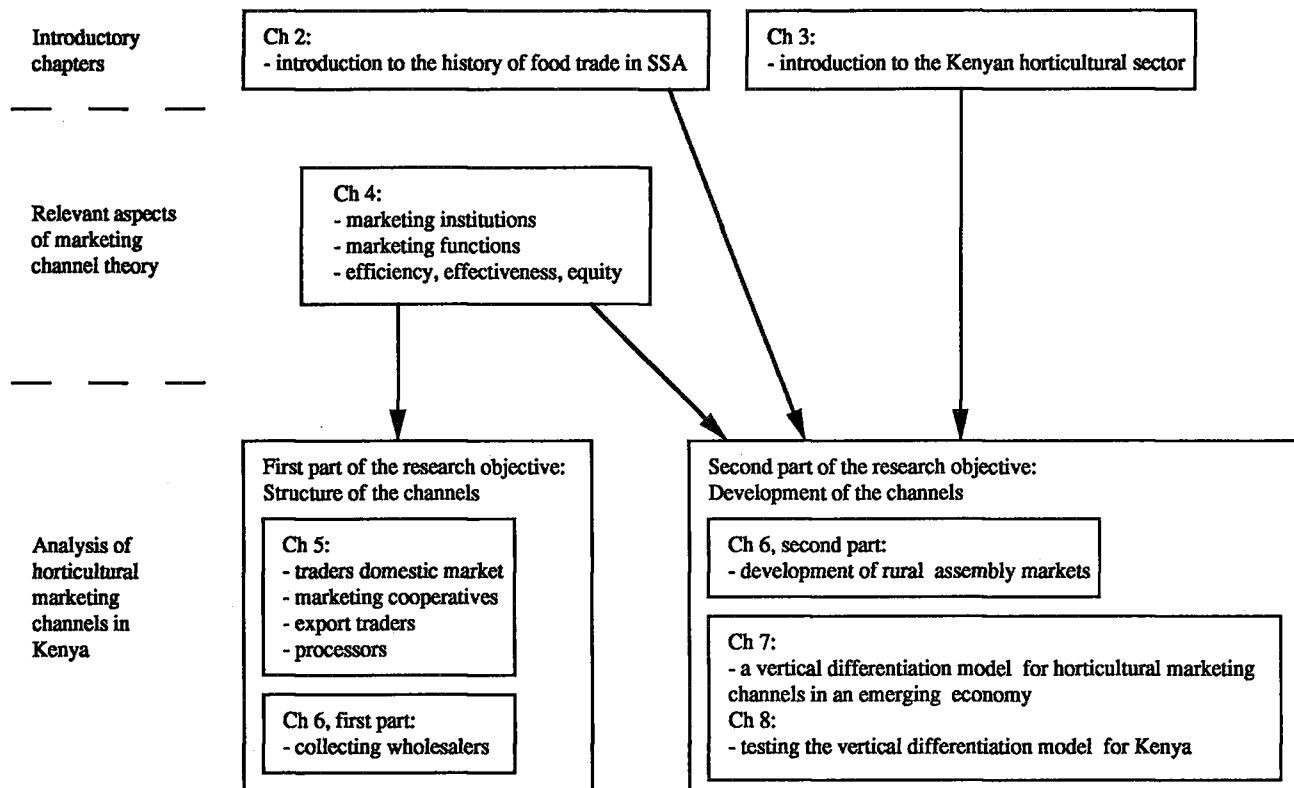 Introductory
chapters
Ch 2:
- introduction to the history of food trade in SSA
Ch 3:
- introduction to the Kenyan horticultural sector
Relevant aspects
of marketing
channel theory
Ch 4:
- marketing institutions
- marketing functions
- efficiency, effectiveness, equity
Analysis of
horticultural
marketing
channels in
Kenya
First part of the research objective:
Structure of the channels
Ch 5:
- traders domestic market
- marketing cooperatives
- export traders
- processors
Ch 6, first part:
- collecting wholesalers
Second part of the research objective:
Development of the channels
Ch 6, second part:
- development of rural assembly markets
Ch 7:
- a vertical differentiation model for horticultural marketing
channels in an emerging economy
Ch 8:
- testing the vertical differentiation model for Kenya